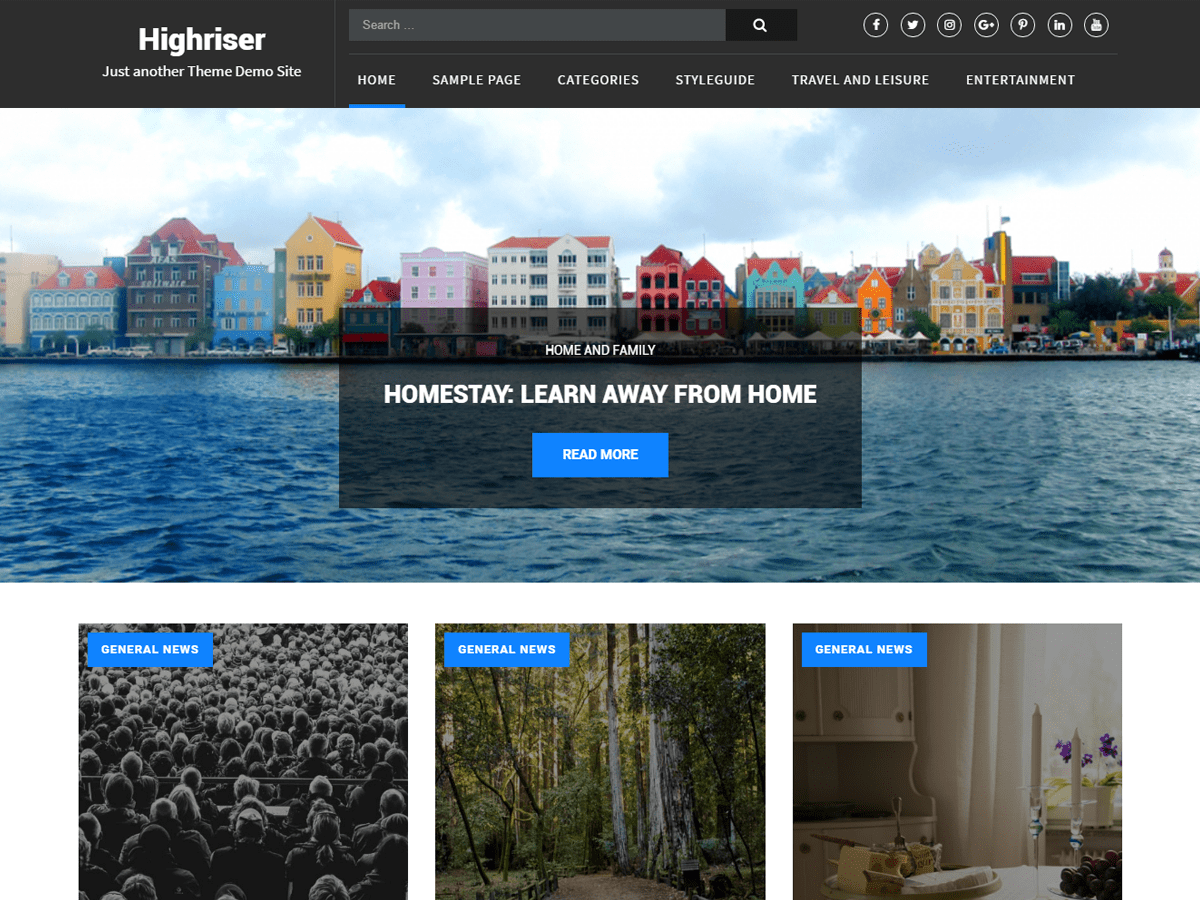 Highriser
Just another Theme Demo Site
Search ...
HOME
SAMPLE PAGE
CATEGORIES
STYLEGUIDE
TRAVEL AND LEISURE
ENTERTAINMENT
software
HOME AND FAMILY
HOMESTAY: LEARN AWAY FROM HOME
READ MORE
GENERAL NEWS
GENERAL NEWS
GENERAL NEWS